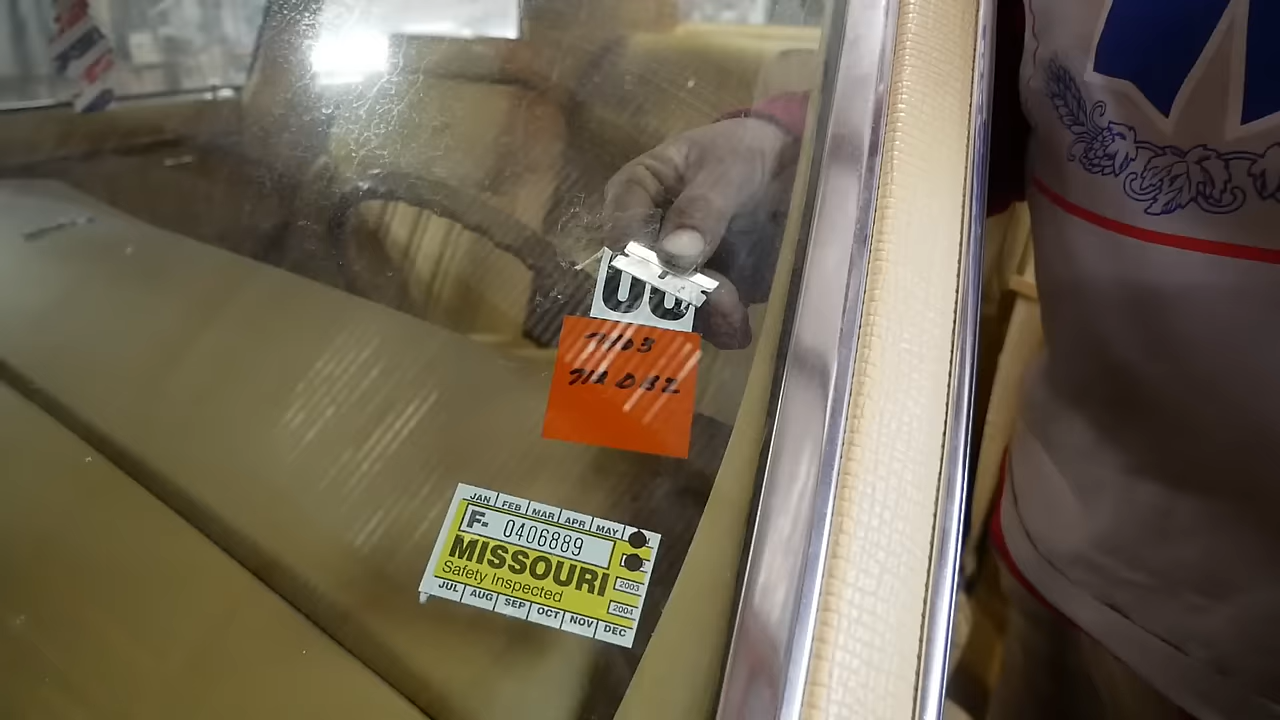 00
7403
712 D B2
JAN FEB MAR APR MAY
F- 0406889
MISSOURI
Safety Inspected
2003
2004
JUL AUG SEP OCT NOV DEC